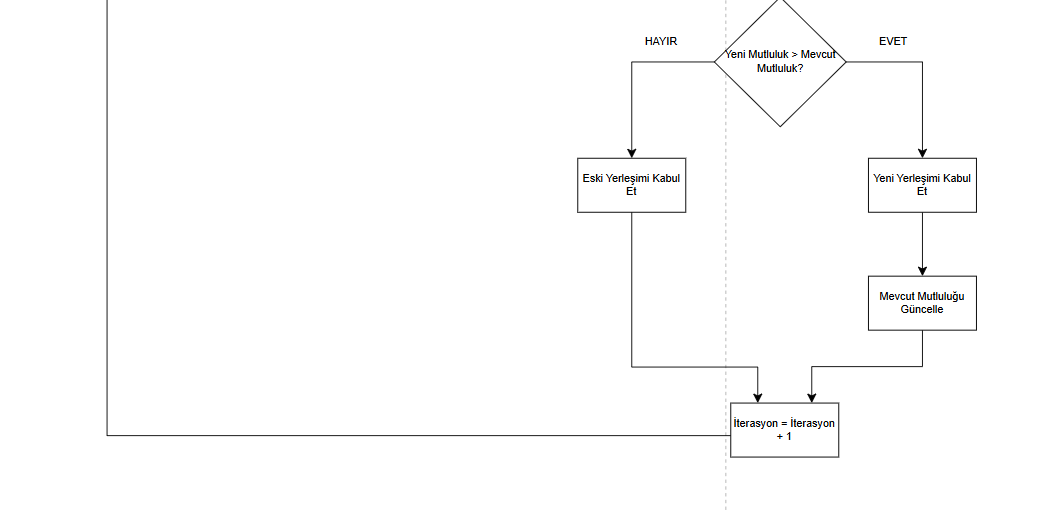 HAYIR
EVET
Yeni Mutluluk > Mevcut
Mutluluk?
Eski Yerleşimi Kabul
Et
Yeni Yerleşimi Kabul
Et
Mevcut Mutluluğu
Güncelle
İterasyon = İterasyon
+ 1